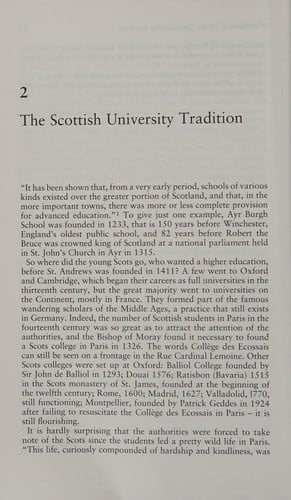 2
The Scottish University Tradition
"It has been shown that, from a very early period, schools of various
kinds existed over the greater portion of Scotland, and that, in the
more important towns, there was more or less complete provision
for advanced education."¹ To give just one example, Ayr Burgh
School was founded in 1233, that is 150 years before Winchester,
England's oldest public school, and 82 years before Robert the
Bruce was crowned king of Scotland at a national parliament held
in St. John's Church in Ayr in 1315.
So where did the young Scots go, who wanted a higher education,
before St. Andrews was founded in 1411? A few went to Oxford
and Cambridge, which began their careers as full universities in the
thirteenth century, but the great majority went to universities on
the Continent, mostly in France. They formed part of the famous
wandering scholars of the Middle Ages, a practice that still exists
in Germany. Indeed, the number of Scottish students in Paris in the
fourteenth century was so great as to attract the attention of the
authorities, and the Bishop of Moray found it necessary to found
a Scots college in Paris in 1326. The words Collège des Ecossais
can still be seen on a frontage in the Rue Cardinal Lemoine. Other
Scots colleges were set up at Oxford: Balliol College founded by
Sir John de Balliol in 1293; Douai 1576; Ratisbon (Bavaria) 1515
in the Scots monastery of St. James, founded at the beginning of
the twelfth century; Rome, 1600; Madrid, 1627; Valladolid, 1770,
still functioning; Montpellier, founded by Patrick Geddes in 1924
after failing to resuscitate the Collège des Ecossais in Paris – it is
still flourishing.
It is hardly surprising that the authorities were forced to take
note of the Scots since the students led a pretty wild life in Paris.
"This life, curiously compounded of hardship and kindliness, was